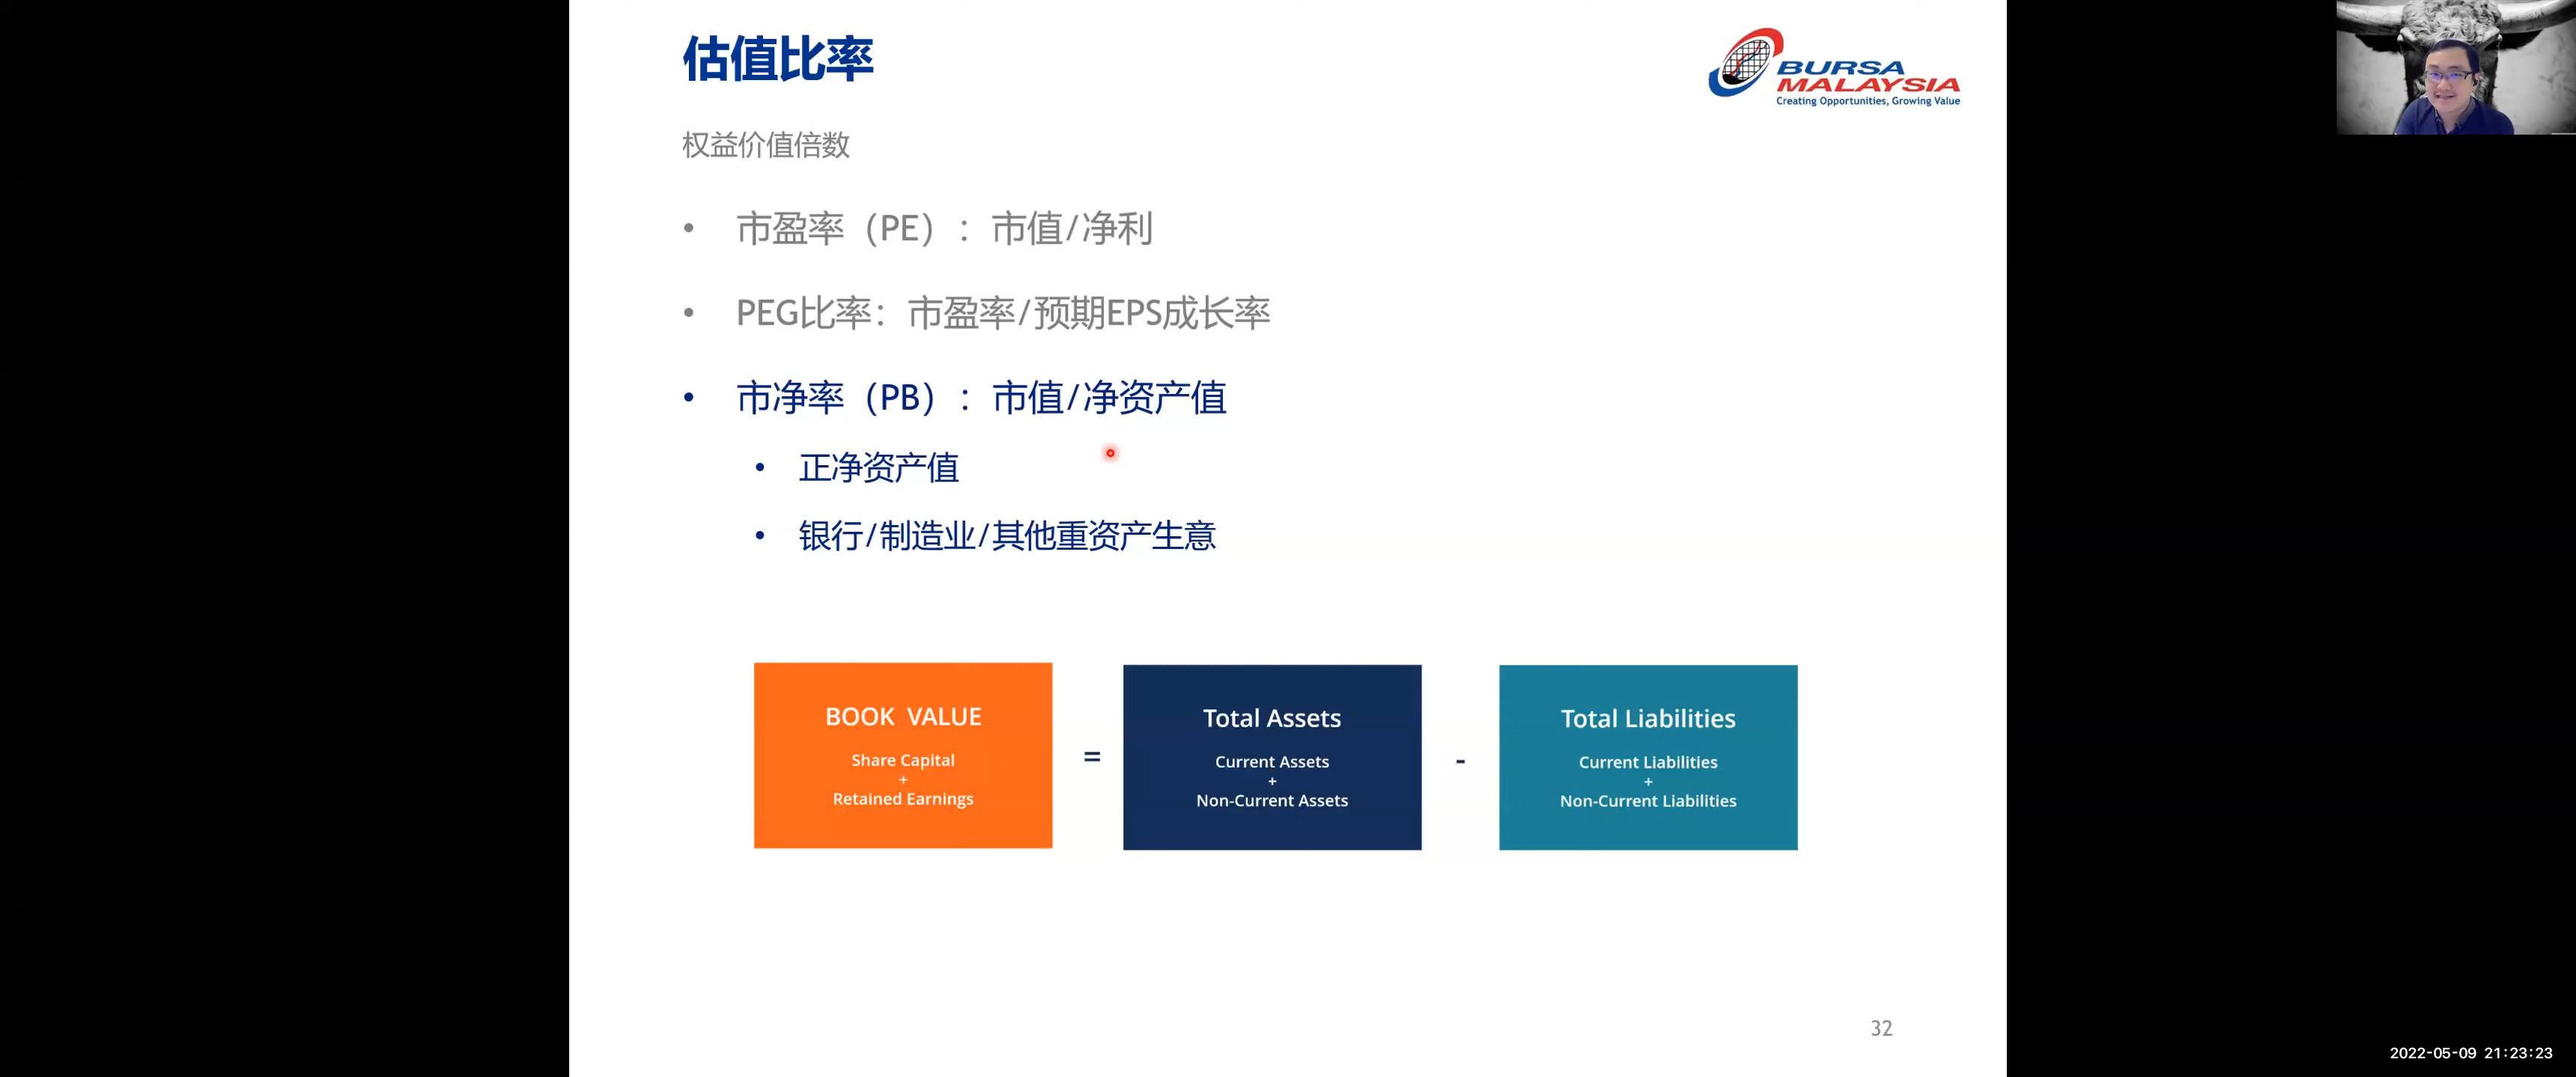 估值比率
BURSA
MALAYSIA
Creating Opportunities, Growing Value
权益价值倍数
• 市盈率（PE）：市值/净利
• PEG比率：市盈率/预期EPS成长率
• 市净率（PB）：市值/净资产值
• 正净资产值
• 银行/制造业/其他重资产生意
BOOK VALUE
Share Capital
+
Retained Earnings
=
Total Assets
Current Assets
+
Non-Current Assets
-
Total Liabilities
Current Liabilities
+
Non-Current Liabilities
32
2022-05-09 21:23:23